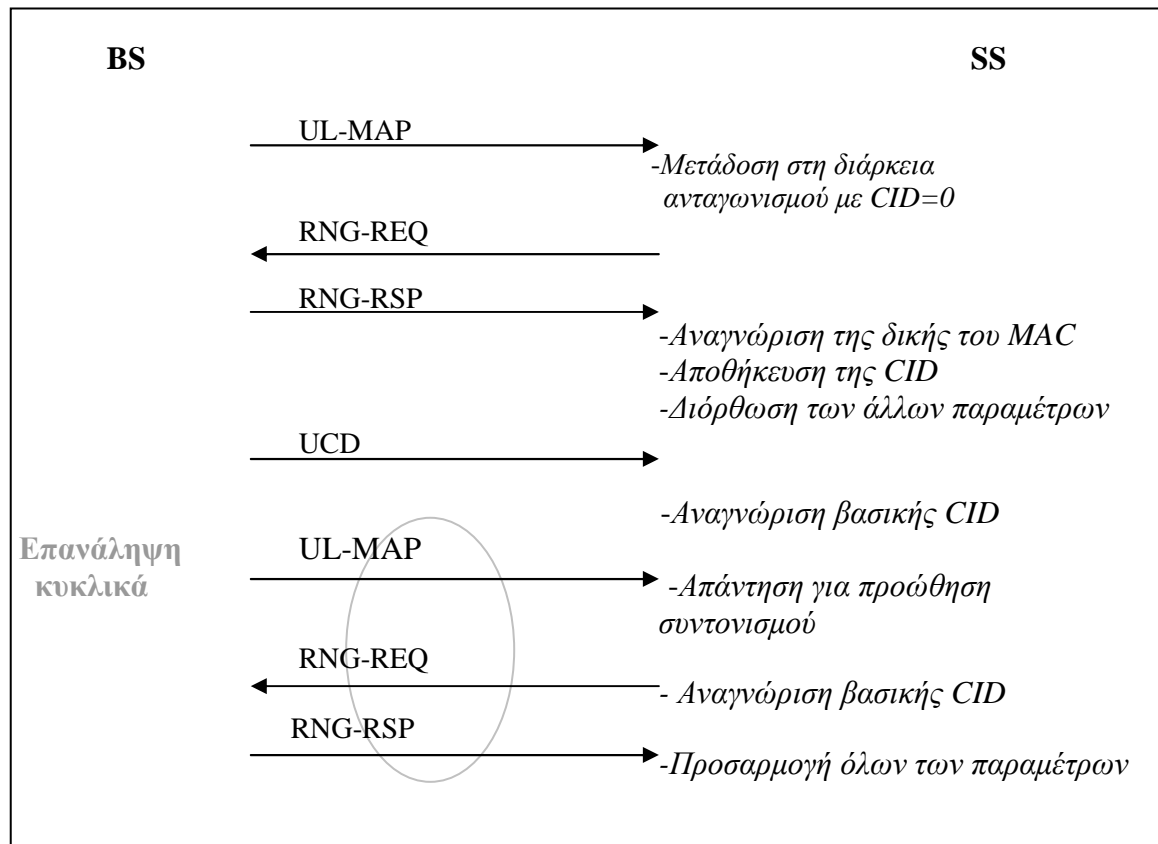 BS
SS
UL-MAP
-Μετάδοση στη διάρκεια
ανταγωνισμού με CID=0
RNG-REQ
RNG-RSP
-Αναγνώριση της δικής του MAC
-Αποθήκευση της CID
-Διόρθωση των άλλων παραμέτρων
UCD
-Αναγνώριση βασικής CID
Επανάληψη
κυκλικά
UL-MAP
-Απάντηση για προώθηση
συντονισμού
RNG-REQ
- Αναγνώριση βασικής CID
RNG-RSP
-Προσαρμογή όλων των παραμέτρων